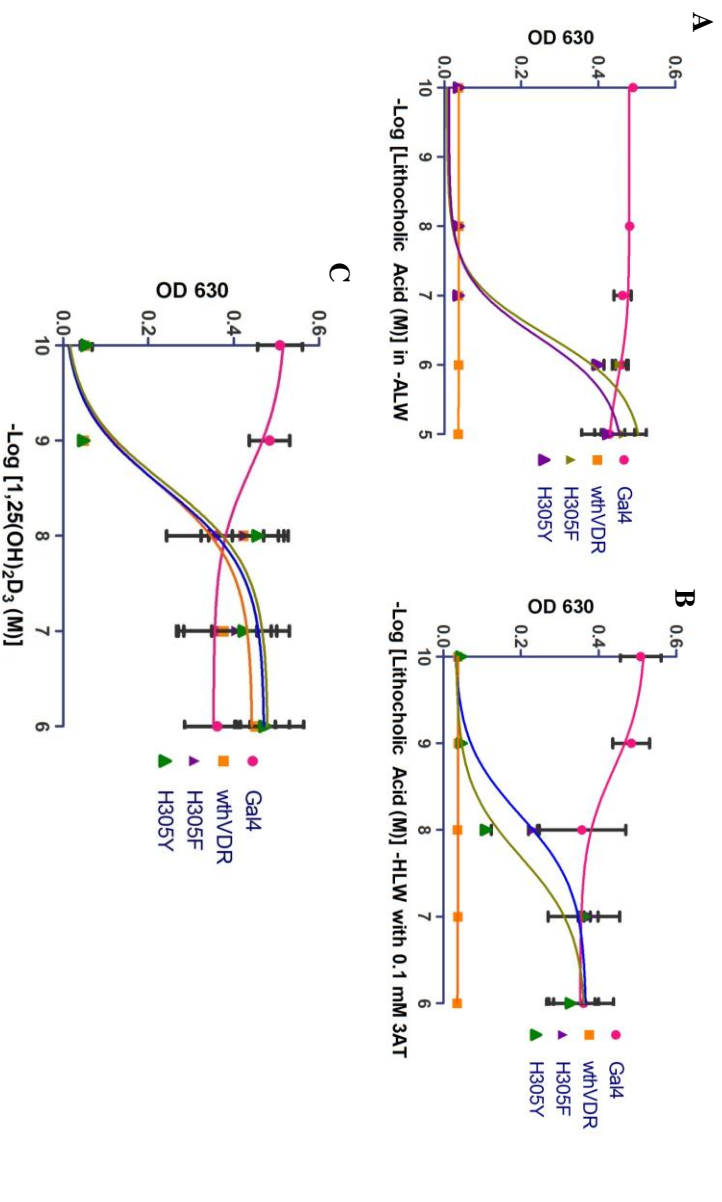 A
OD 630
0.6
0.4
0.2
0.0
10 9 8 7 6 5
-Log [Lithocholic Acid (M)] in -ALW
Gal4
wthVDR
H305F
H305Y
B
OD 630
0.6
0.4
0.2
0.0
10 9 8 7 6
-Log [Lithocholic Acid (M)] -HLW with 0.1 mM 3AT
Gal4
wthVDR
H305F
H305Y
C
OD 630
0.6
0.4
0.2
0.0
10 9 8 7 6
-Log [1,25(OH)₂D₃ (M)]
Gal4
wthVDR
H305F
H305Y